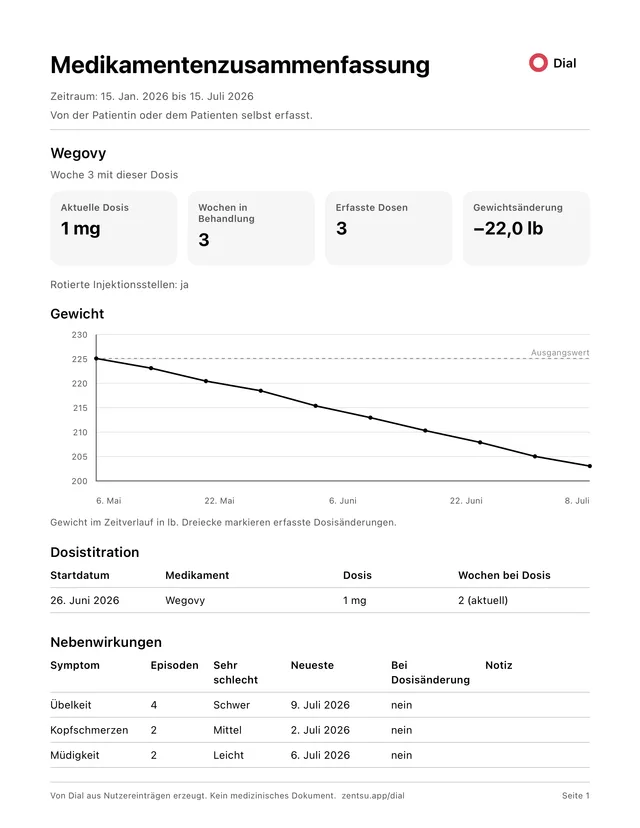 Medikamentenzusammenfassung
Dial
Zeitraum: 15. Jan. 2026 bis 15. Juli 2026
Von der Patientin oder dem Patienten selbst erfasst.
Wegovy
Woche 3 mit dieser Dosis
Aktuelle Dosis
1 mg
Wochen in
Behandlung
3
Erfasste Dosen
3
Gewichtsänderung
−22,0 lb
Rotierte Injektionsstellen: ja
Gewicht
230
225
220
215
210
205
200
Ausgangswert
6. Mai 22. Mai 6. Juni 22. Juni 8. Juli
Gewicht im Zeitverlauf in lb. Dreiecke markieren erfasste Dosisänderungen.
Dosistitration
Startdatum Medikament Dosis Wochen bei Dosis
26. Juni 2026 Wegovy 1 mg 2 (aktuell)
Nebenwirkungen
Symptom Episoden Sehr schlecht Neueste Bei Dosisänderung Notiz
Übelkeit 4 Schwer 9. Juli 2026 nein
Kopfschmerzen 2 Mittel 2. Juli 2026 nein
Müdigkeit 2 Leicht 6. Juli 2026 nein
Von Dial aus Nutzereinträgen erzeugt. Kein medizinisches Dokument. zentsu.app/dial Seite 1